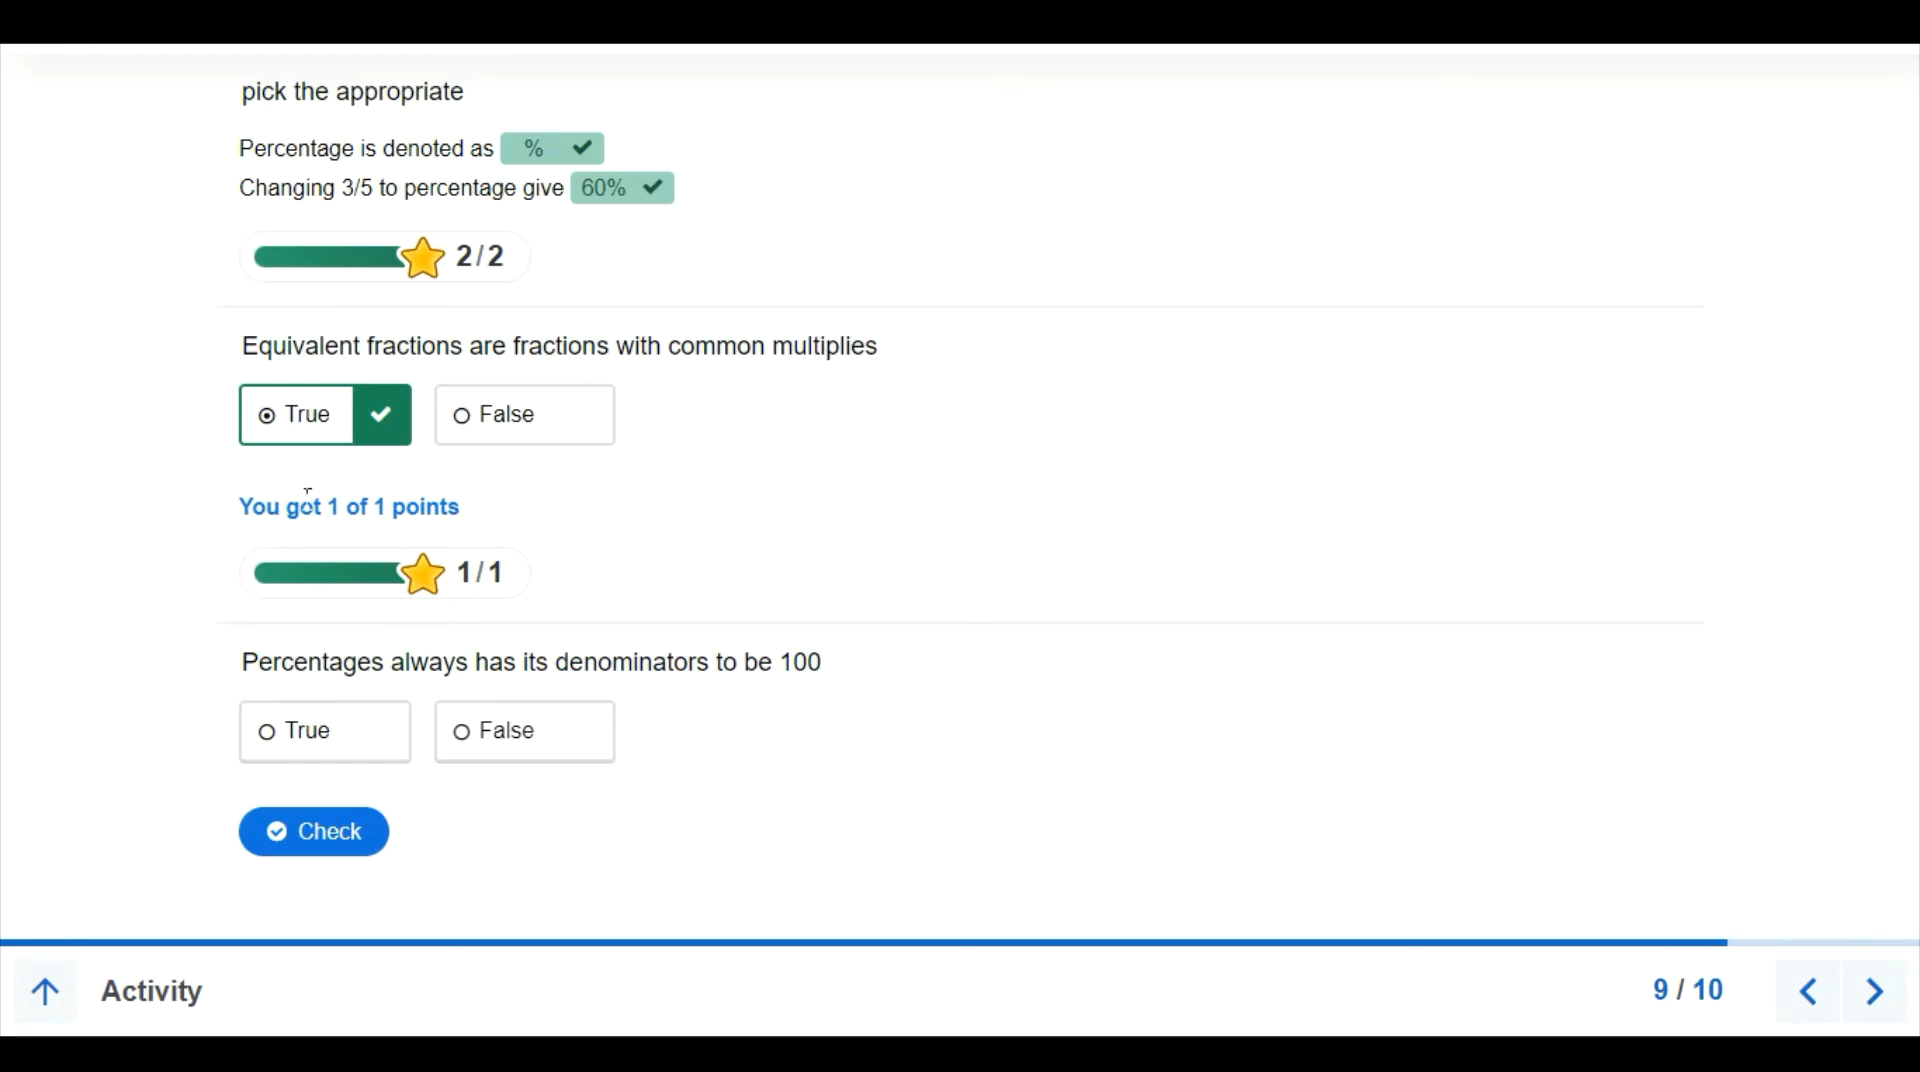 pick the appropriate
Percentage is denoted as %
Changing 3/5 to percentage give 60%
2/2
Equivalent fractions are fractions with common multiplies
True False
You got 1 of 1 points
1/1
Percentages always has its denominators to be 100
True False
Check
Activity 9 / 10